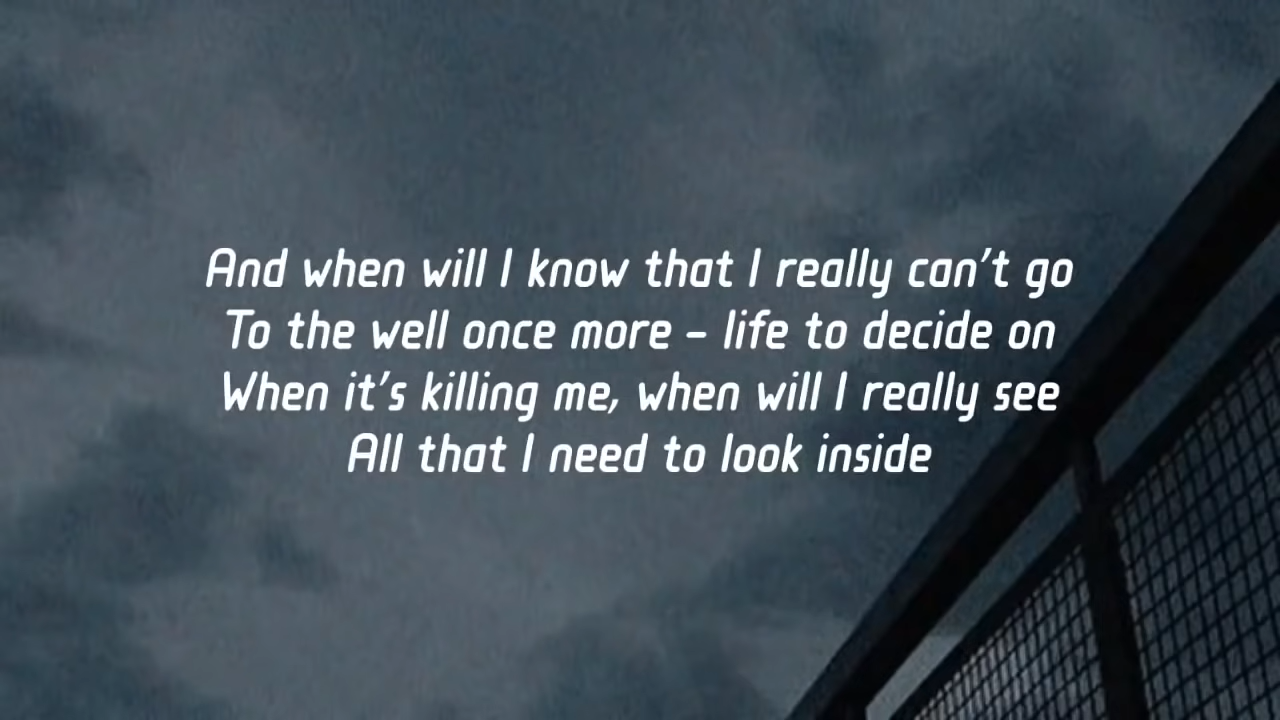 And when will I know that I really can't go
To the well once more – life to decide on
When it's killing me, when will I really see
All that I need to look inside